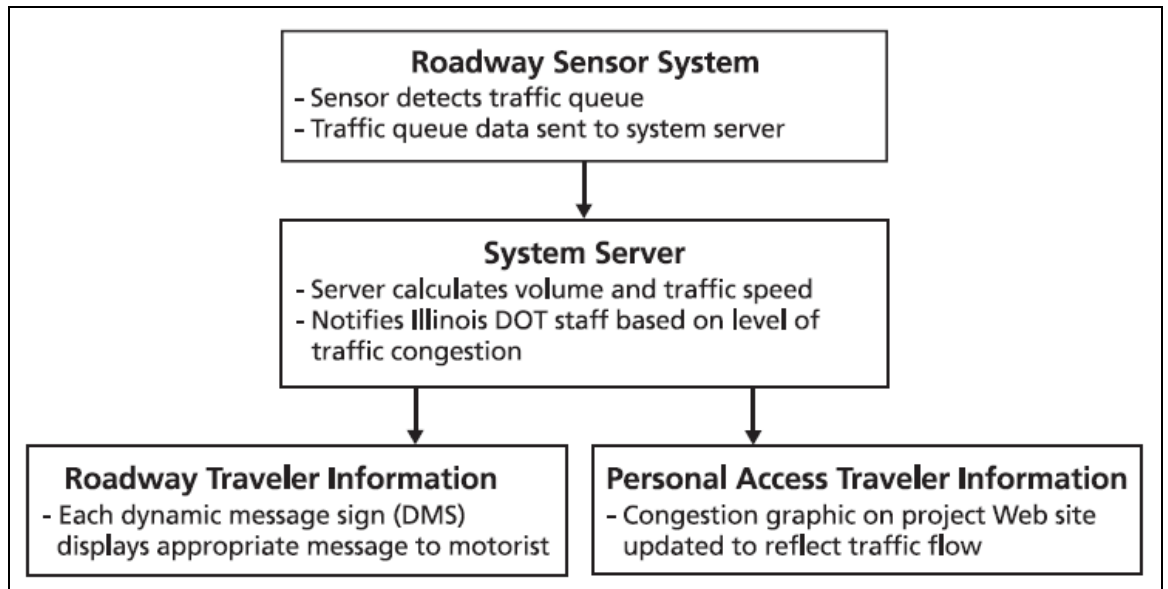 Roadway Sensor System
- Sensor detects traffic queue
- Traffic queue data sent to system server
System Server
- Server calculates volume and traffic speed
- Notifies Illinois DOT staff based on level of
traffic congestion
Roadway Traveler Information
- Each dynamic message sign (DMS)
displays appropriate message to motorist
Personal Access Traveler Information
- Congestion graphic on project Web site
updated to reflect traffic flow